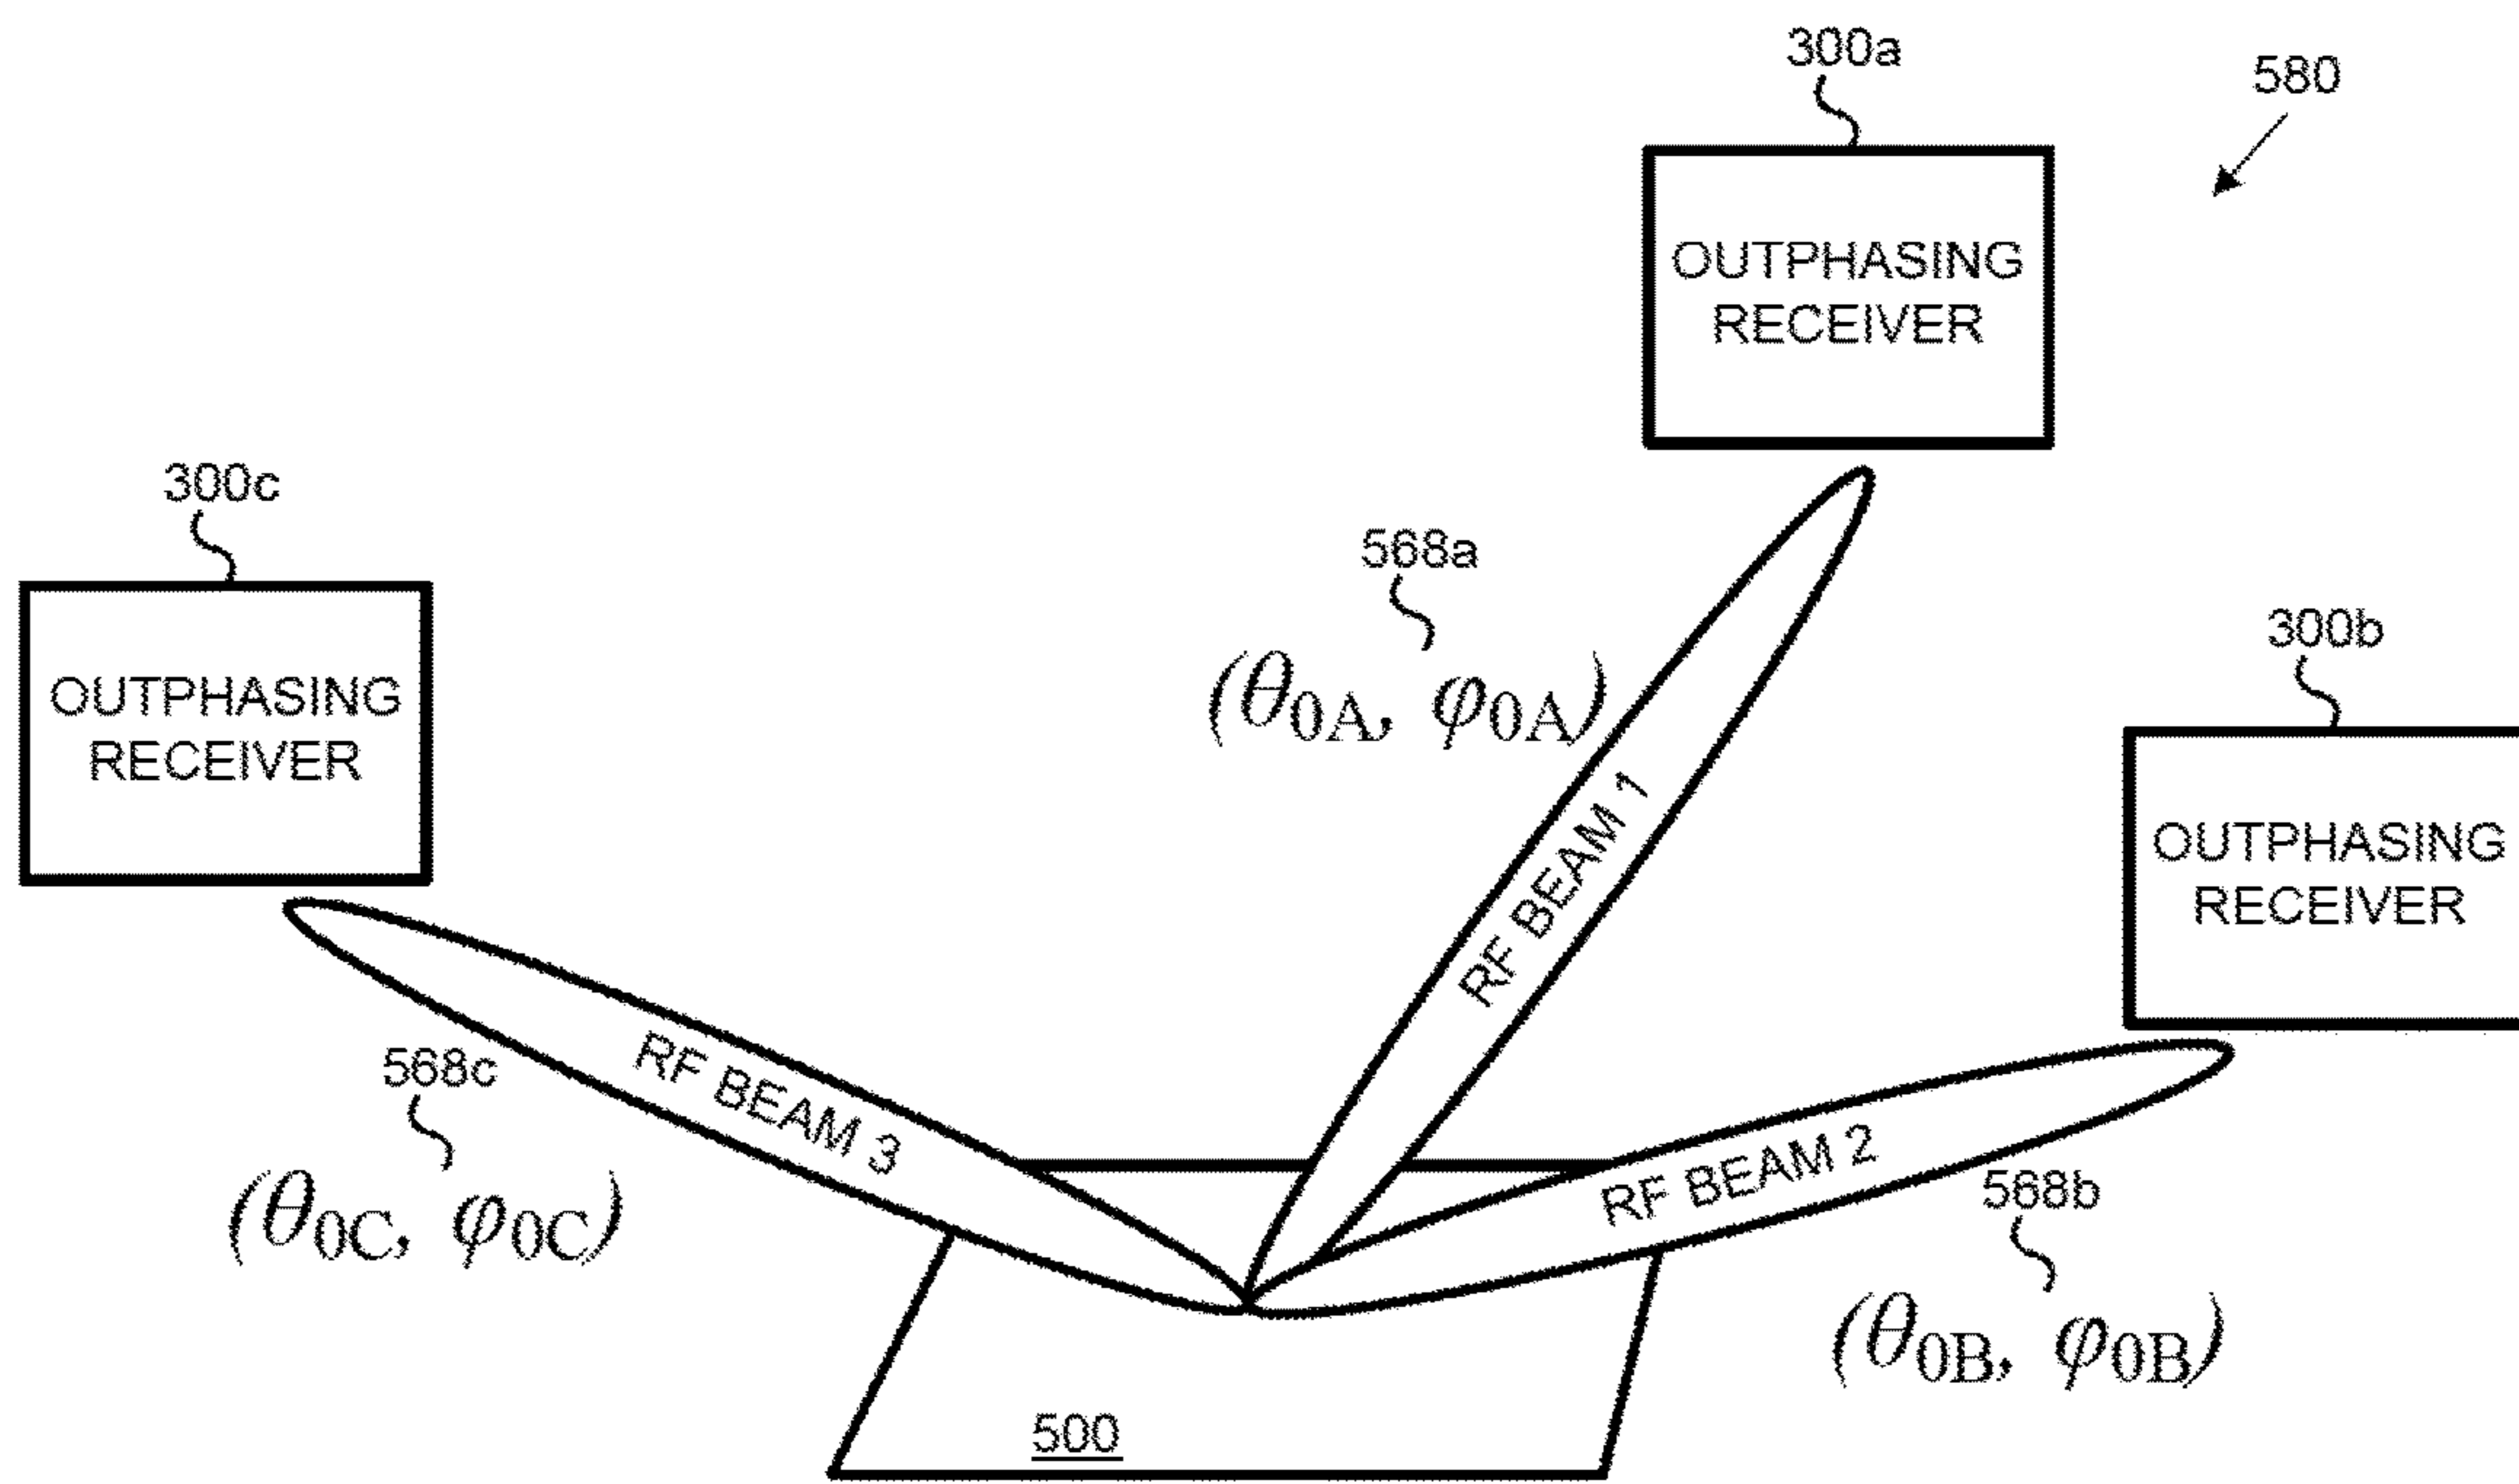 300a
580
OUTPHASING
RECEIVER
300c
568a
OUTPHASING
RECEIVER
(θ0A, φ0A)
300b
OUTPHASING
RECEIVER
RF BEAM 1
RF BEAM 3
568c
(θ0C, φ0C)
RF BEAM 2
568b
(θ0B, φ0B)
500